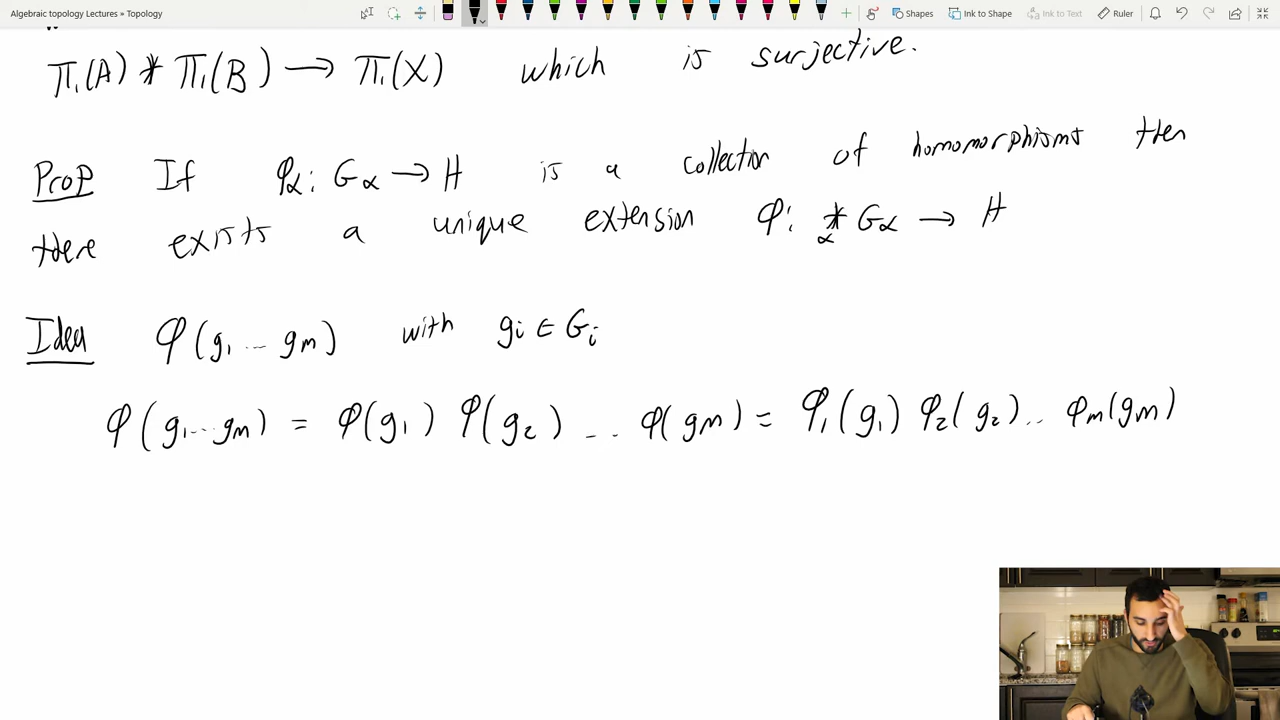 Algebraic topology Lectures » Topology
Shapes Ink to Shape Ink to Text Ruler
π₁(A) * π₁(B) → π₁(X) which is surjective.
Prop If φα: Gα → H is a collection of homomorphisms then
there exists a unique extension φ: *α Gα → H
Idea φ(g₁ ... gm) with gi ∈ Gi
φ(g₁...gm) = φ(g₁) φ(g₂) ... φ(gm) = φ₁(g₁) φ₂(g₂)... φm(gm)